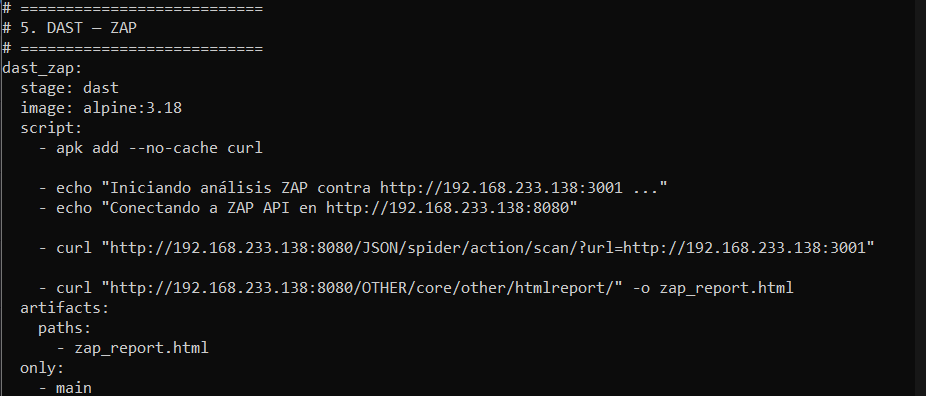 # ===========================
# 5. DAST — ZAP
# ===========================
dast_zap:
  stage: dast
  image: alpine:3.18
  script:
    - apk add --no-cache curl

    - echo "Iniciando análisis ZAP contra http://192.168.233.138:3001 ..."
    - echo "Conectando a ZAP API en http://192.168.233.138:8080"

    - curl "http://192.168.233.138:8080/JSON/spider/action/scan/?url=http://192.168.233.138:3001"

    - curl "http://192.168.233.138:8080/OTHER/core/other/htmlreport/" -o zap_report.html
  artifacts:
    paths:
      - zap_report.html
  only:
    - main